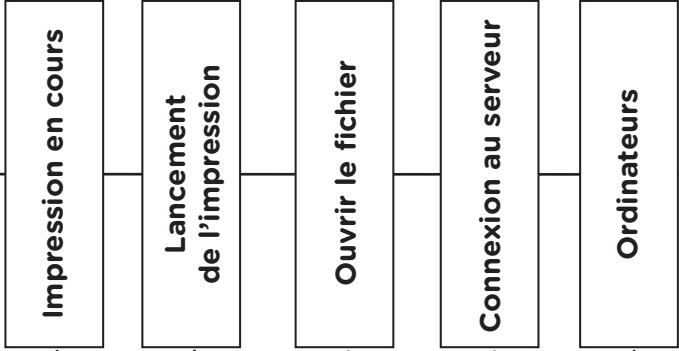 Impression en cours
Lancement
de l'impression
Ouvrir le fichier
Connexion au serveur
Ordinateurs